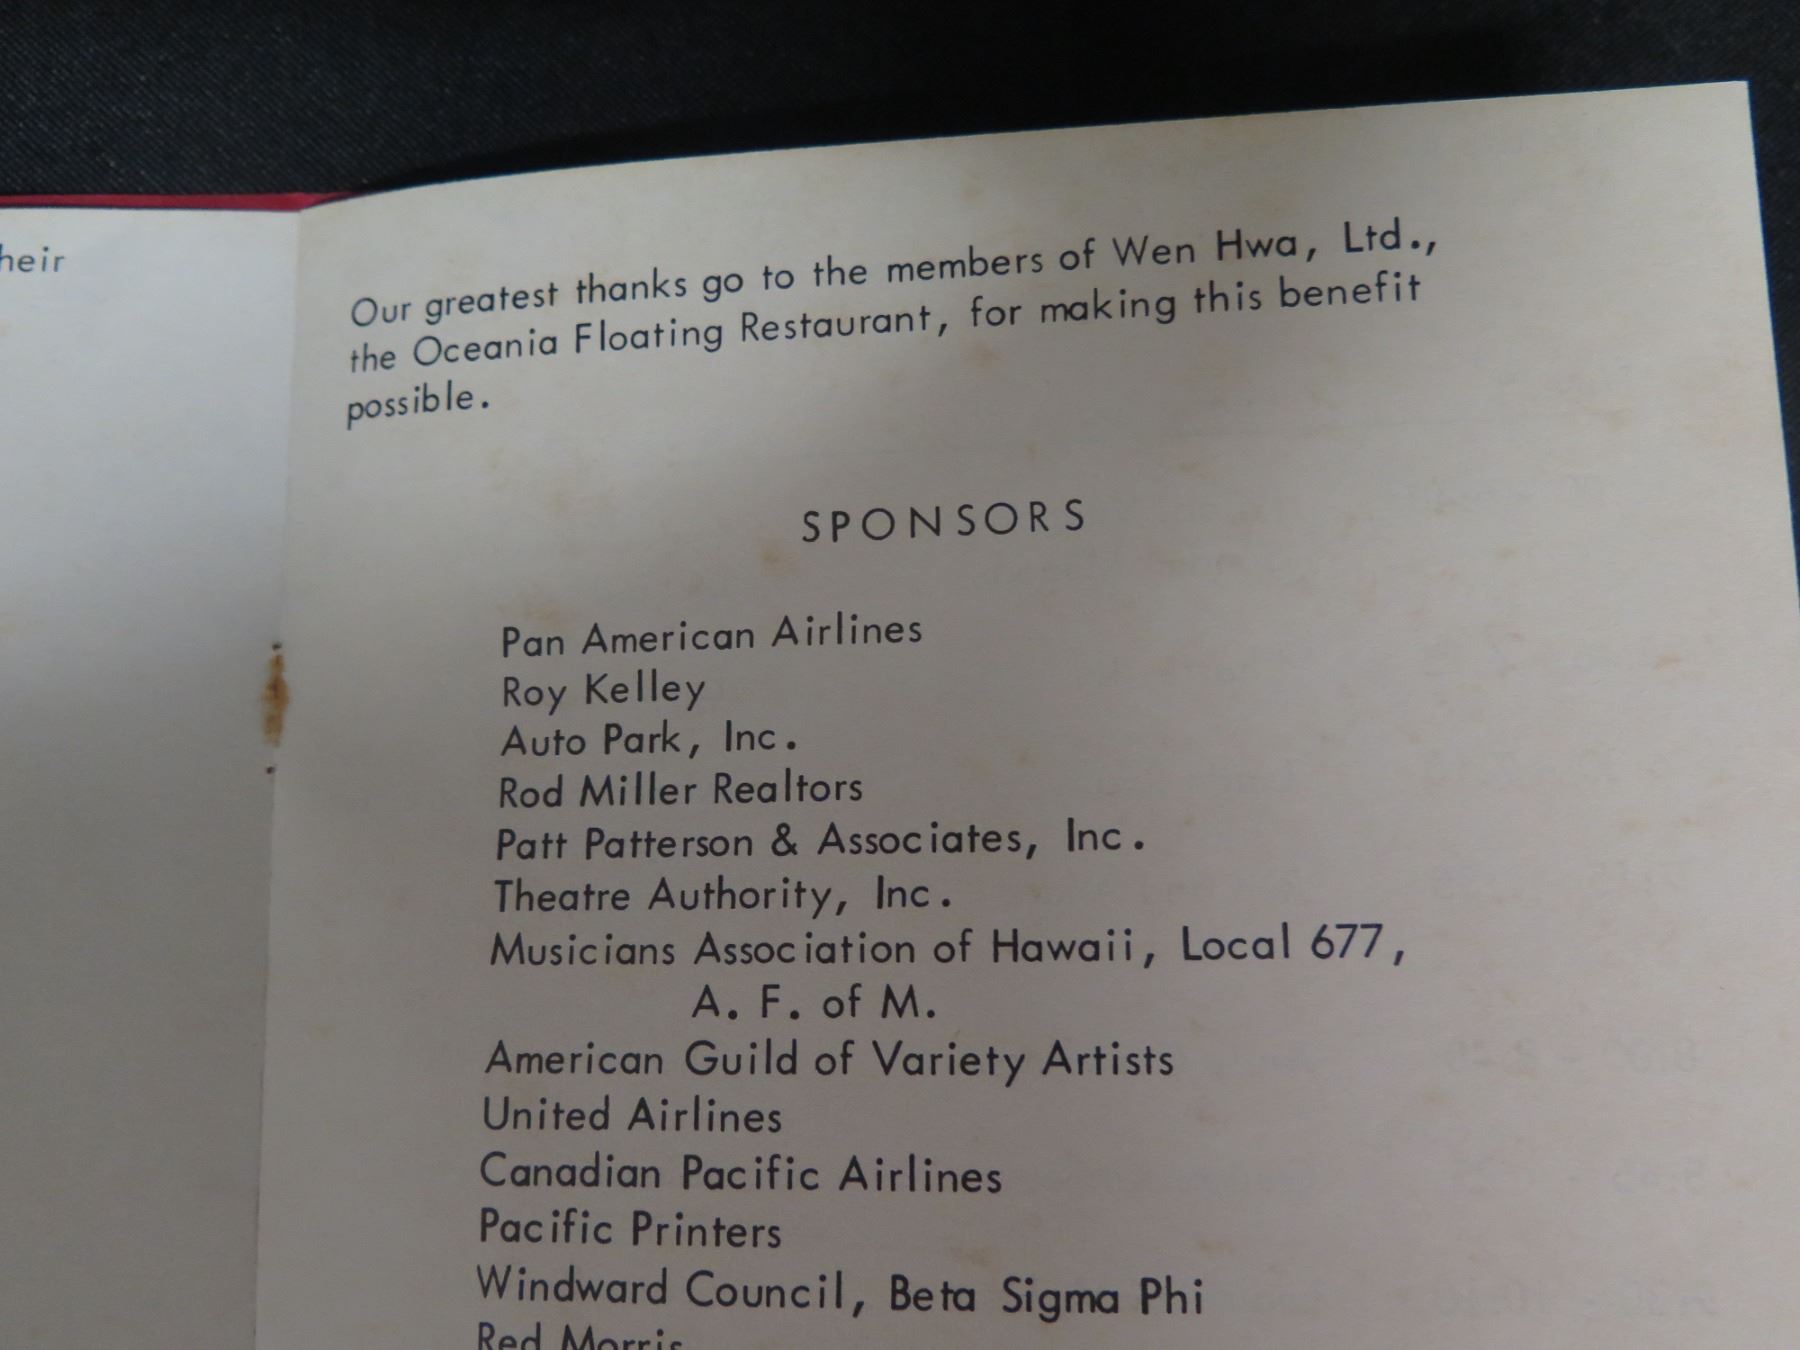 heir
Our greatest thanks go to the members of Wen Hwa, Ltd.,
the Oceania Floating Restaurant, for making this benefit
possible.
SPONSORS
Pan American Airlines
Roy Kelley
Auto Park, Inc.
Rod Miller Realtors
Patt Patterson & Associates, Inc.
Theatre Authority, Inc.
Musicians Association of Hawaii, Local 677,
A. F. of M.
American Guild of Variety Artists
United Airlines
Canadian Pacific Airlines
Pacific Printers
Windward Council, Beta Sigma Phi
Red Morris